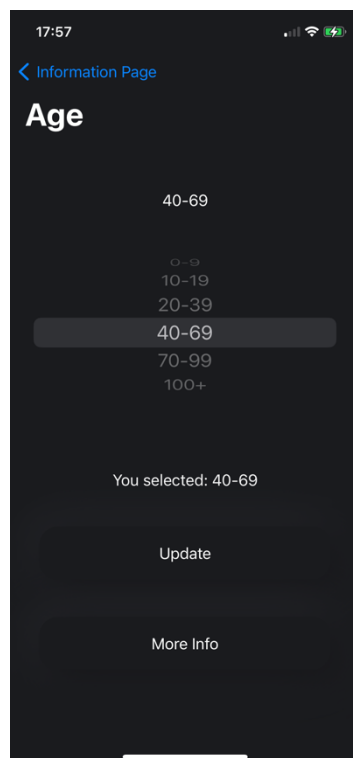 17:57
Information Page
Age
40-69
0-9
10-19
20-39
40-69
70-99
100+
You selected: 40-69
Update
More Info